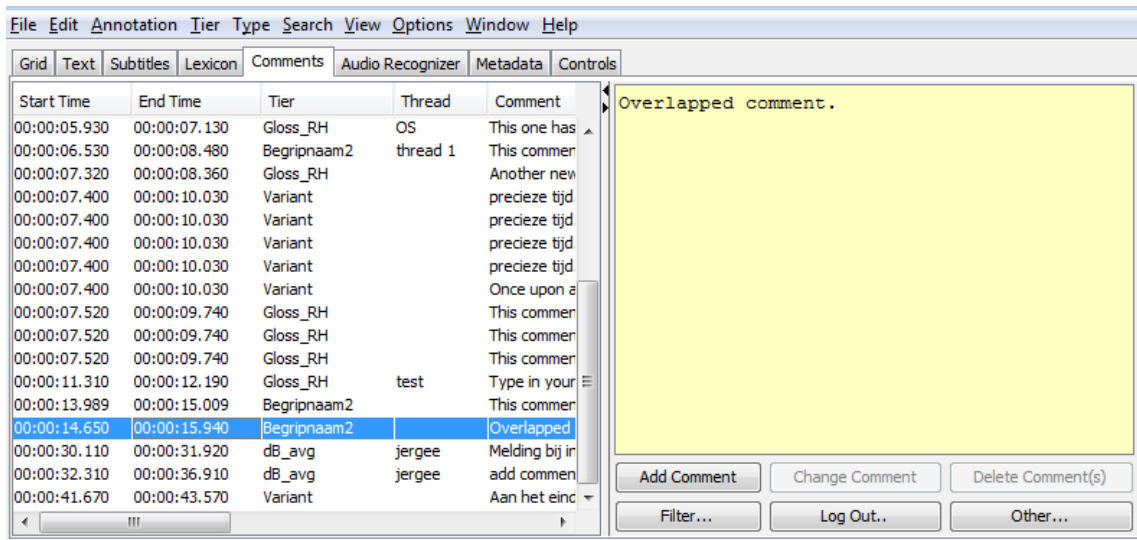 File Edit Annotation Tier Type Search View Options Window Help
Grid Text Subtitles Lexicon Comments Audio Recognizer Metadata Controls
Start Time End Time Tier Thread Comment
00:00:05.930 00:00:07.130 Gloss_RH OS This one has
00:00:06.530 00:00:08.480 Begripnaam2 thread 1 This commen
00:00:07.320 00:00:08.360 Gloss_RH Another new
00:00:07.400 00:00:10.030 Variant precieze tijd.
00:00:07.400 00:00:10.030 Variant precieze tijd.
00:00:07.400 00:00:10.030 Variant precieze tijd.
00:00:07.400 00:00:10.030 Variant precieze tijd.
00:00:07.400 00:00:10.030 Variant Once upon a
00:00:07.520 00:00:09.740 Gloss_RH This commen
00:00:07.520 00:00:09.740 Gloss_RH This commen
00:00:07.520 00:00:09.740 Gloss_RH This commen
00:00:11.310 00:00:12.190 Gloss_RH test Type in your
00:00:13.989 00:00:15.009 Begripnaam2 This commen
00:00:14.650 00:00:15.940 Begripnaam2 Overlapped
00:00:30.110 00:00:31.920 dB_avg jergee Melding bij in
00:00:32.310 00:00:36.910 dB_avg jergee add commen
00:00:41.670 00:00:43.570 Variant Aan het eind
Overlapped comment.
Add Comment Change Comment Delete Comment(s)
Filter... Log Out.. Other...